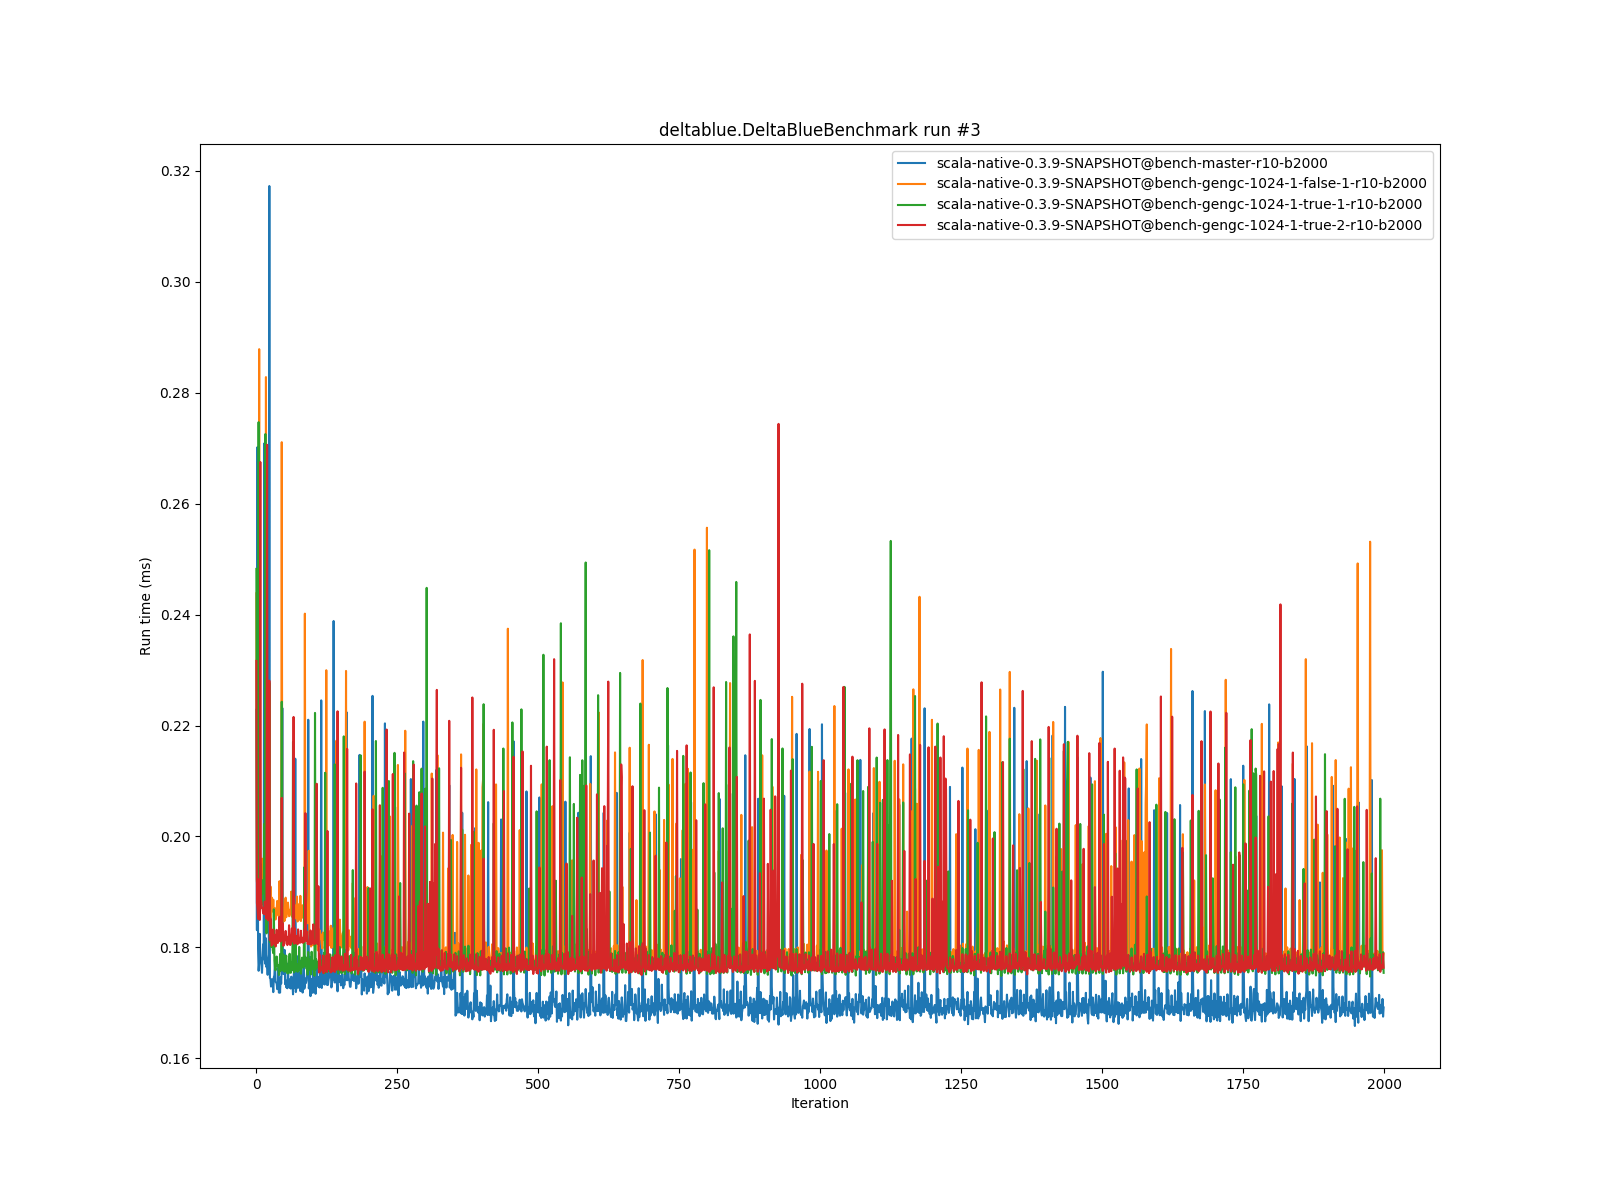 deltablue.DeltaBlueBenchmark run #3
scala-native-0.3.9-SNAPSHOT@bench-master-r10-b2000
scala-native-0.3.9-SNAPSHOT@bench-gengc-1024-1-false-1-r10-b2000
scala-native-0.3.9-SNAPSHOT@bench-gengc-1024-1-true-1-r10-b2000
scala-native-0.3.9-SNAPSHOT@bench-gengc-1024-1-true-2-r10-b2000
0.32
0.30
0.28
0.26
0.24
0.22
0.20
0.18
0.16
Run time (ms)
0 250 500 750 1000 1250 1500 1750 2000
Iteration